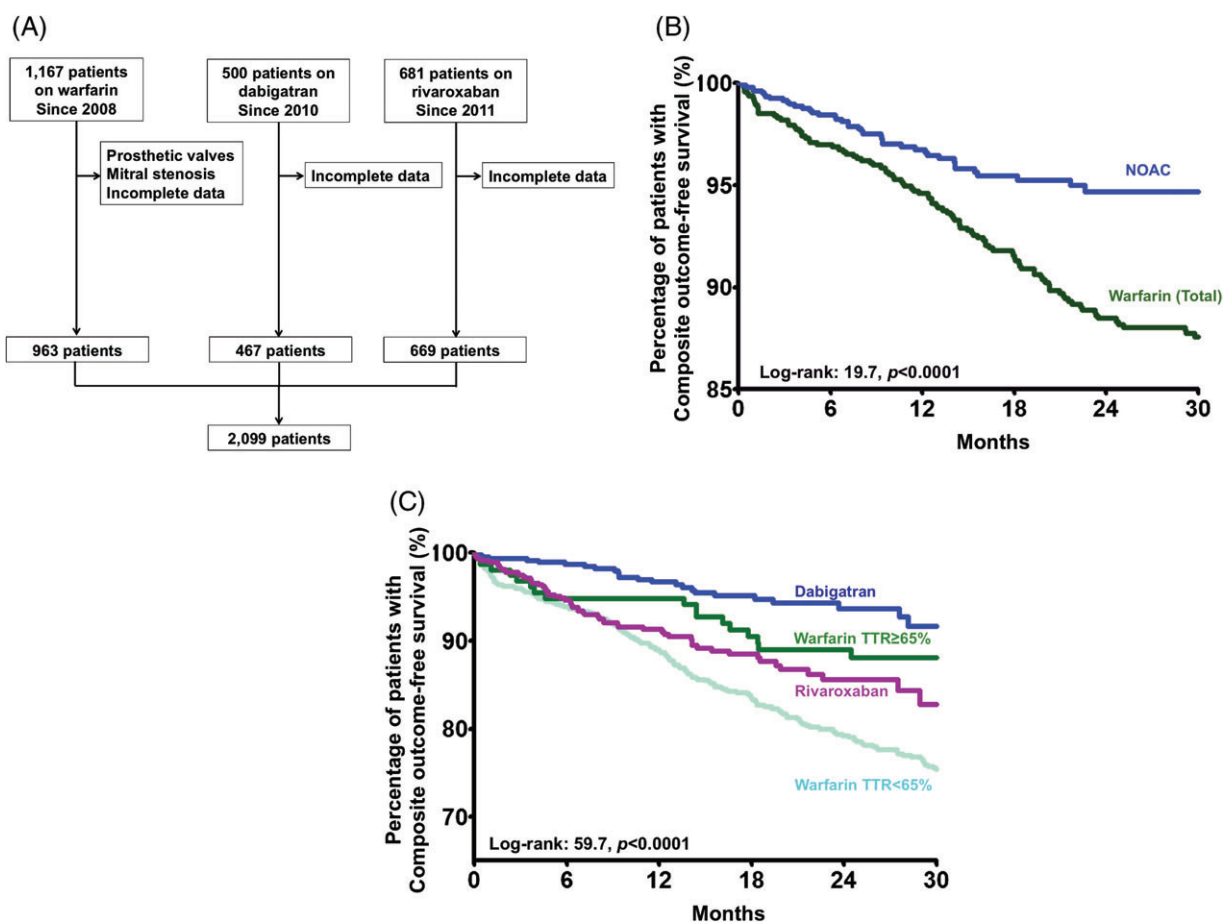 (A)
1,167 patients
on warfarin
Since 2008
500 patients on
dabigatran
Since 2010
681 patients on
rivaroxaban
Since 2011
Prosthetic valves
Mitral stenosis
Incomplete data
Incomplete data
Incomplete data
963 patients
467 patients
669 patients
2,099 patients
(B)
Percentage of patients with
Composite outcome-free survival (%)
100
95
90
85
NOAC
Warfarin (Total)
Log-rank: 19.7, p<0.0001
0 6 12 18 24 30
Months
(C)
Percentage of patients with
Composite outcome-free survival (%)
100
90
80
70
Dabigatran
Warfarin TTR≥65%
Rivaroxaban
Warfarin TTR<65%
Log-rank: 59.7, p<0.0001
0 6 12 18 24 30
Months